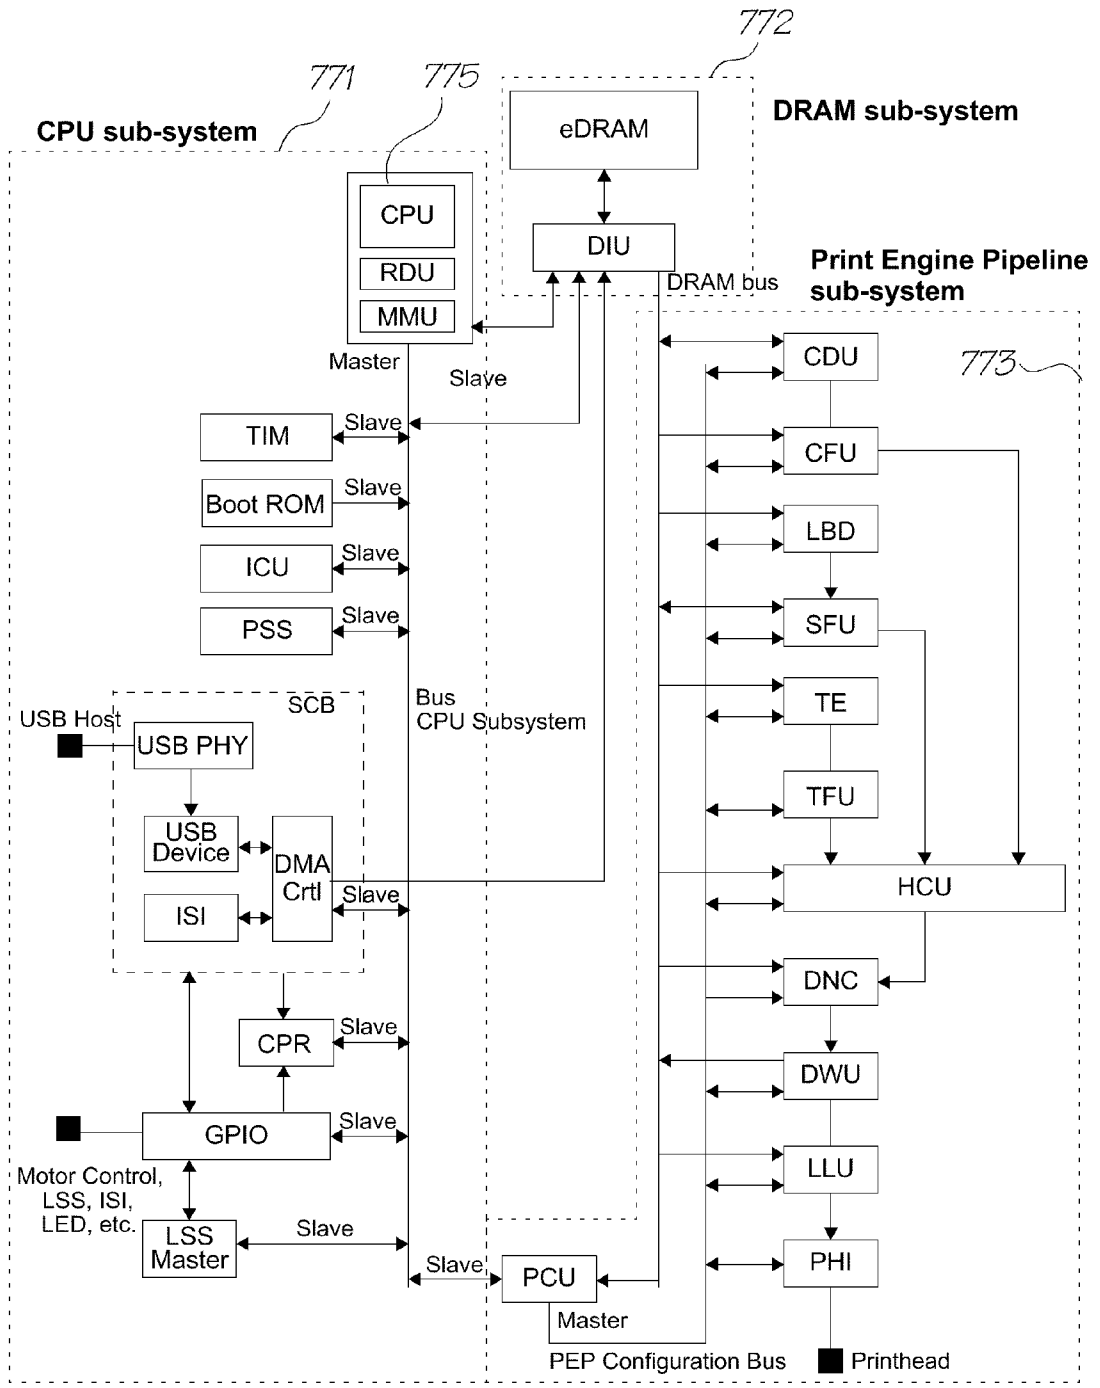 772
771
775
CPU sub-system
DRAM sub-system
eDRAM
CPU
RDU
MMU
DIU
DRAM bus
Print Engine Pipeline
sub-system
773
Master
Slave
CDU
TIM
Slave
CFU
Boot ROM
Slave
LBD
ICU
Slave
PSS
Slave
SFU
Bus
CPU Subsystem
SCB
TE
USB Host
USB PHY
TFU
USB
Device
DMA
Crtl
Slave
HCU
ISI
DNC
CPR
Slave
DWU
GPIO
Slave
Motor Control,
LSS, ISI,
LED, etc.
LLU
LSS
Master
Slave
Slave
PCU
PHI
Master
PEP Configuration Bus
Printhead